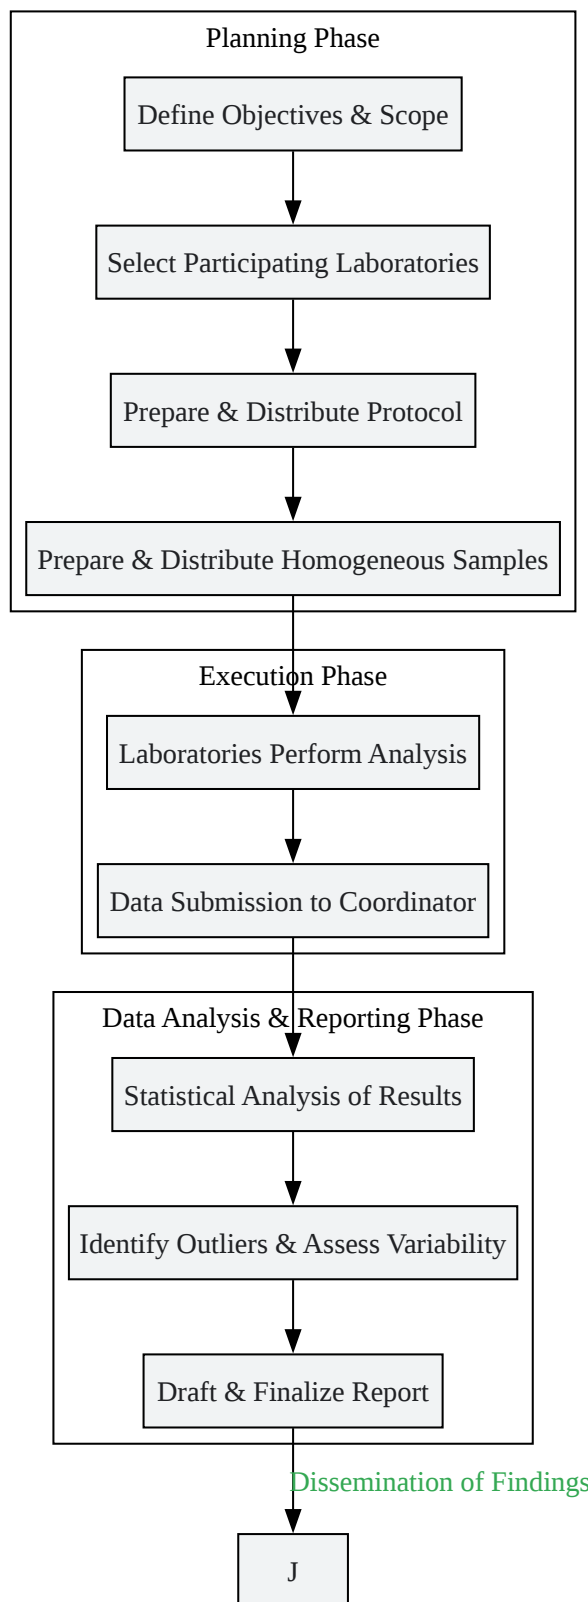 Planning Phase
Define Objectives & Scope
Select Participating Laboratories
Prepare & Distribute Protocol
Prepare & Distribute Homogeneous Samples
Execution Phase
Laboratories Perform Analysis
Data Submission to Coordinator
Data Analysis & Reporting Phase
Statistical Analysis of Results
Identify Outliers & Assess Variability
Draft & Finalize Report
Dissemination of Findings
J